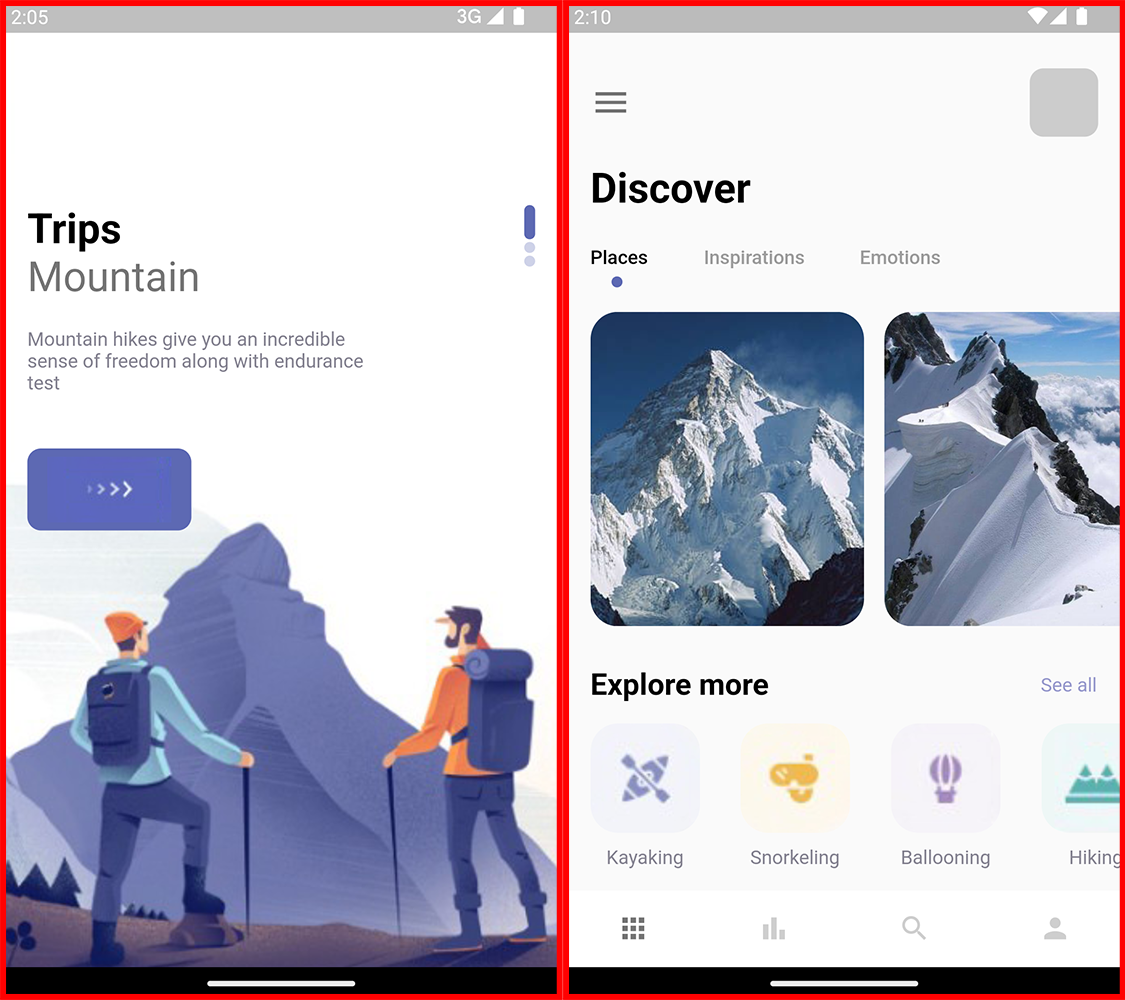 2:05
3G
Trips
Mountain
Mountain hikes give you an incredible
sense of freedom along with endurance
test
2:10
Discover
Places Inspirations Emotions
Explore more
See all
Kayaking Snorkeling Ballooning Hiking